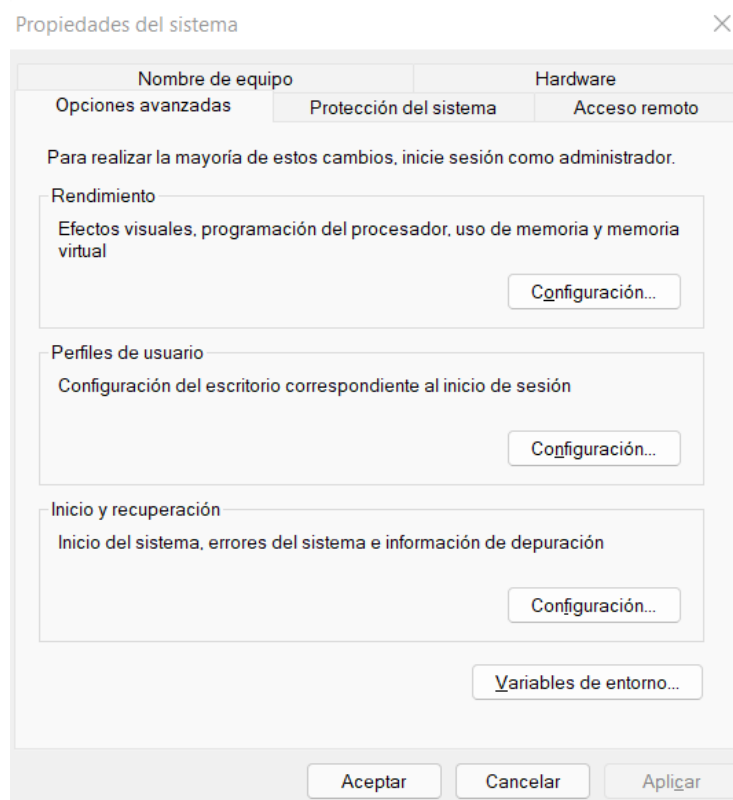 Propiedades del sistema
Nombre de equipo
Hardware
Opciones avanzadas
Protección del sistema
Acceso remoto
Para realizar la mayoría de estos cambios, inicie sesión como administrador.
Rendimiento
Efectos visuales, programación del procesador, uso de memoria y memoria
virtual
Configuración...
Perfiles de usuario
Configuración del escritorio correspondiente al inicio de sesión
Configuración...
Inicio y recuperación
Inicio del sistema, errores del sistema e información de depuración
Configuración...
Variables de entorno...
Aceptar
Cancelar
Aplicar